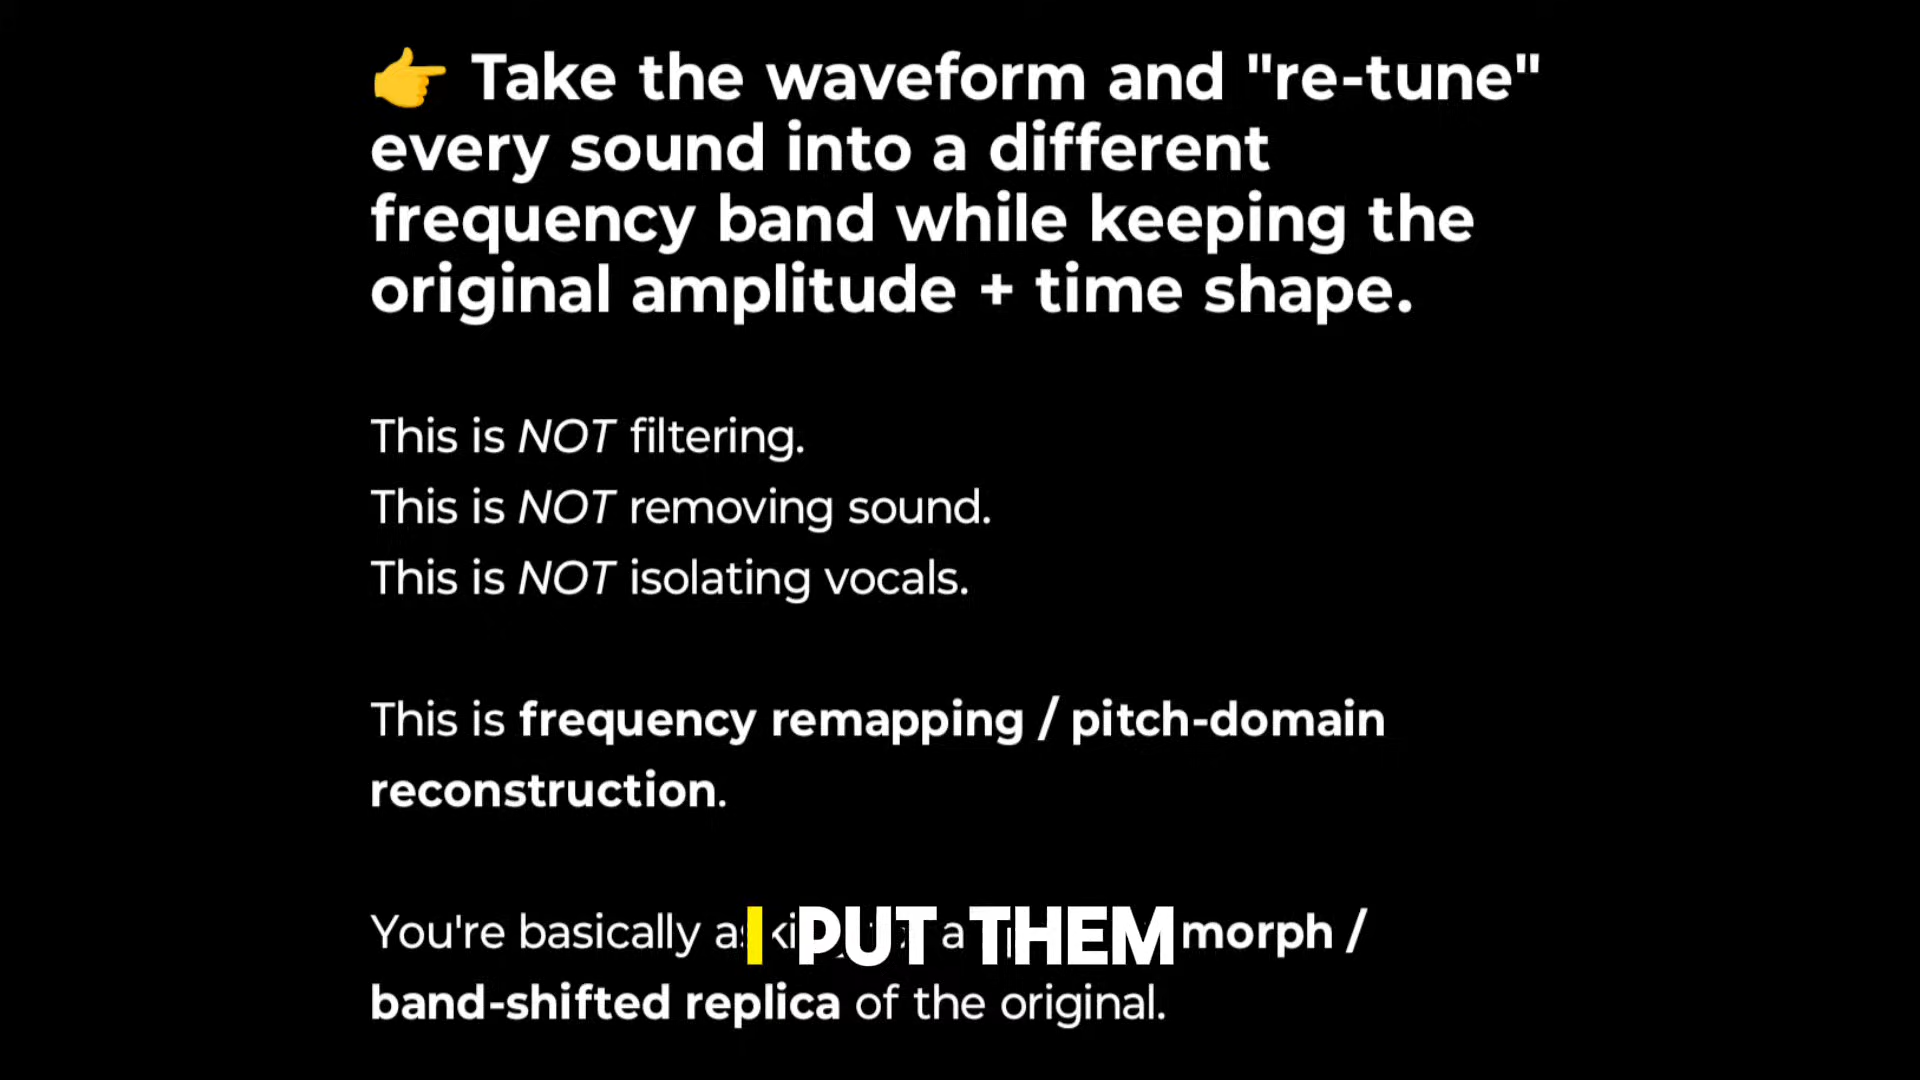 👉 Take the waveform and "re-tune"
every sound into a different
frequency band while keeping the
original amplitude + time shape.
This is NOT filtering.
This is NOT removing sound.
This is NOT isolating vocals.
This is frequency remapping / pitch-domain
reconstruction.
You're basically a morph /
I PUT THEM
band-shifted replica of the original.